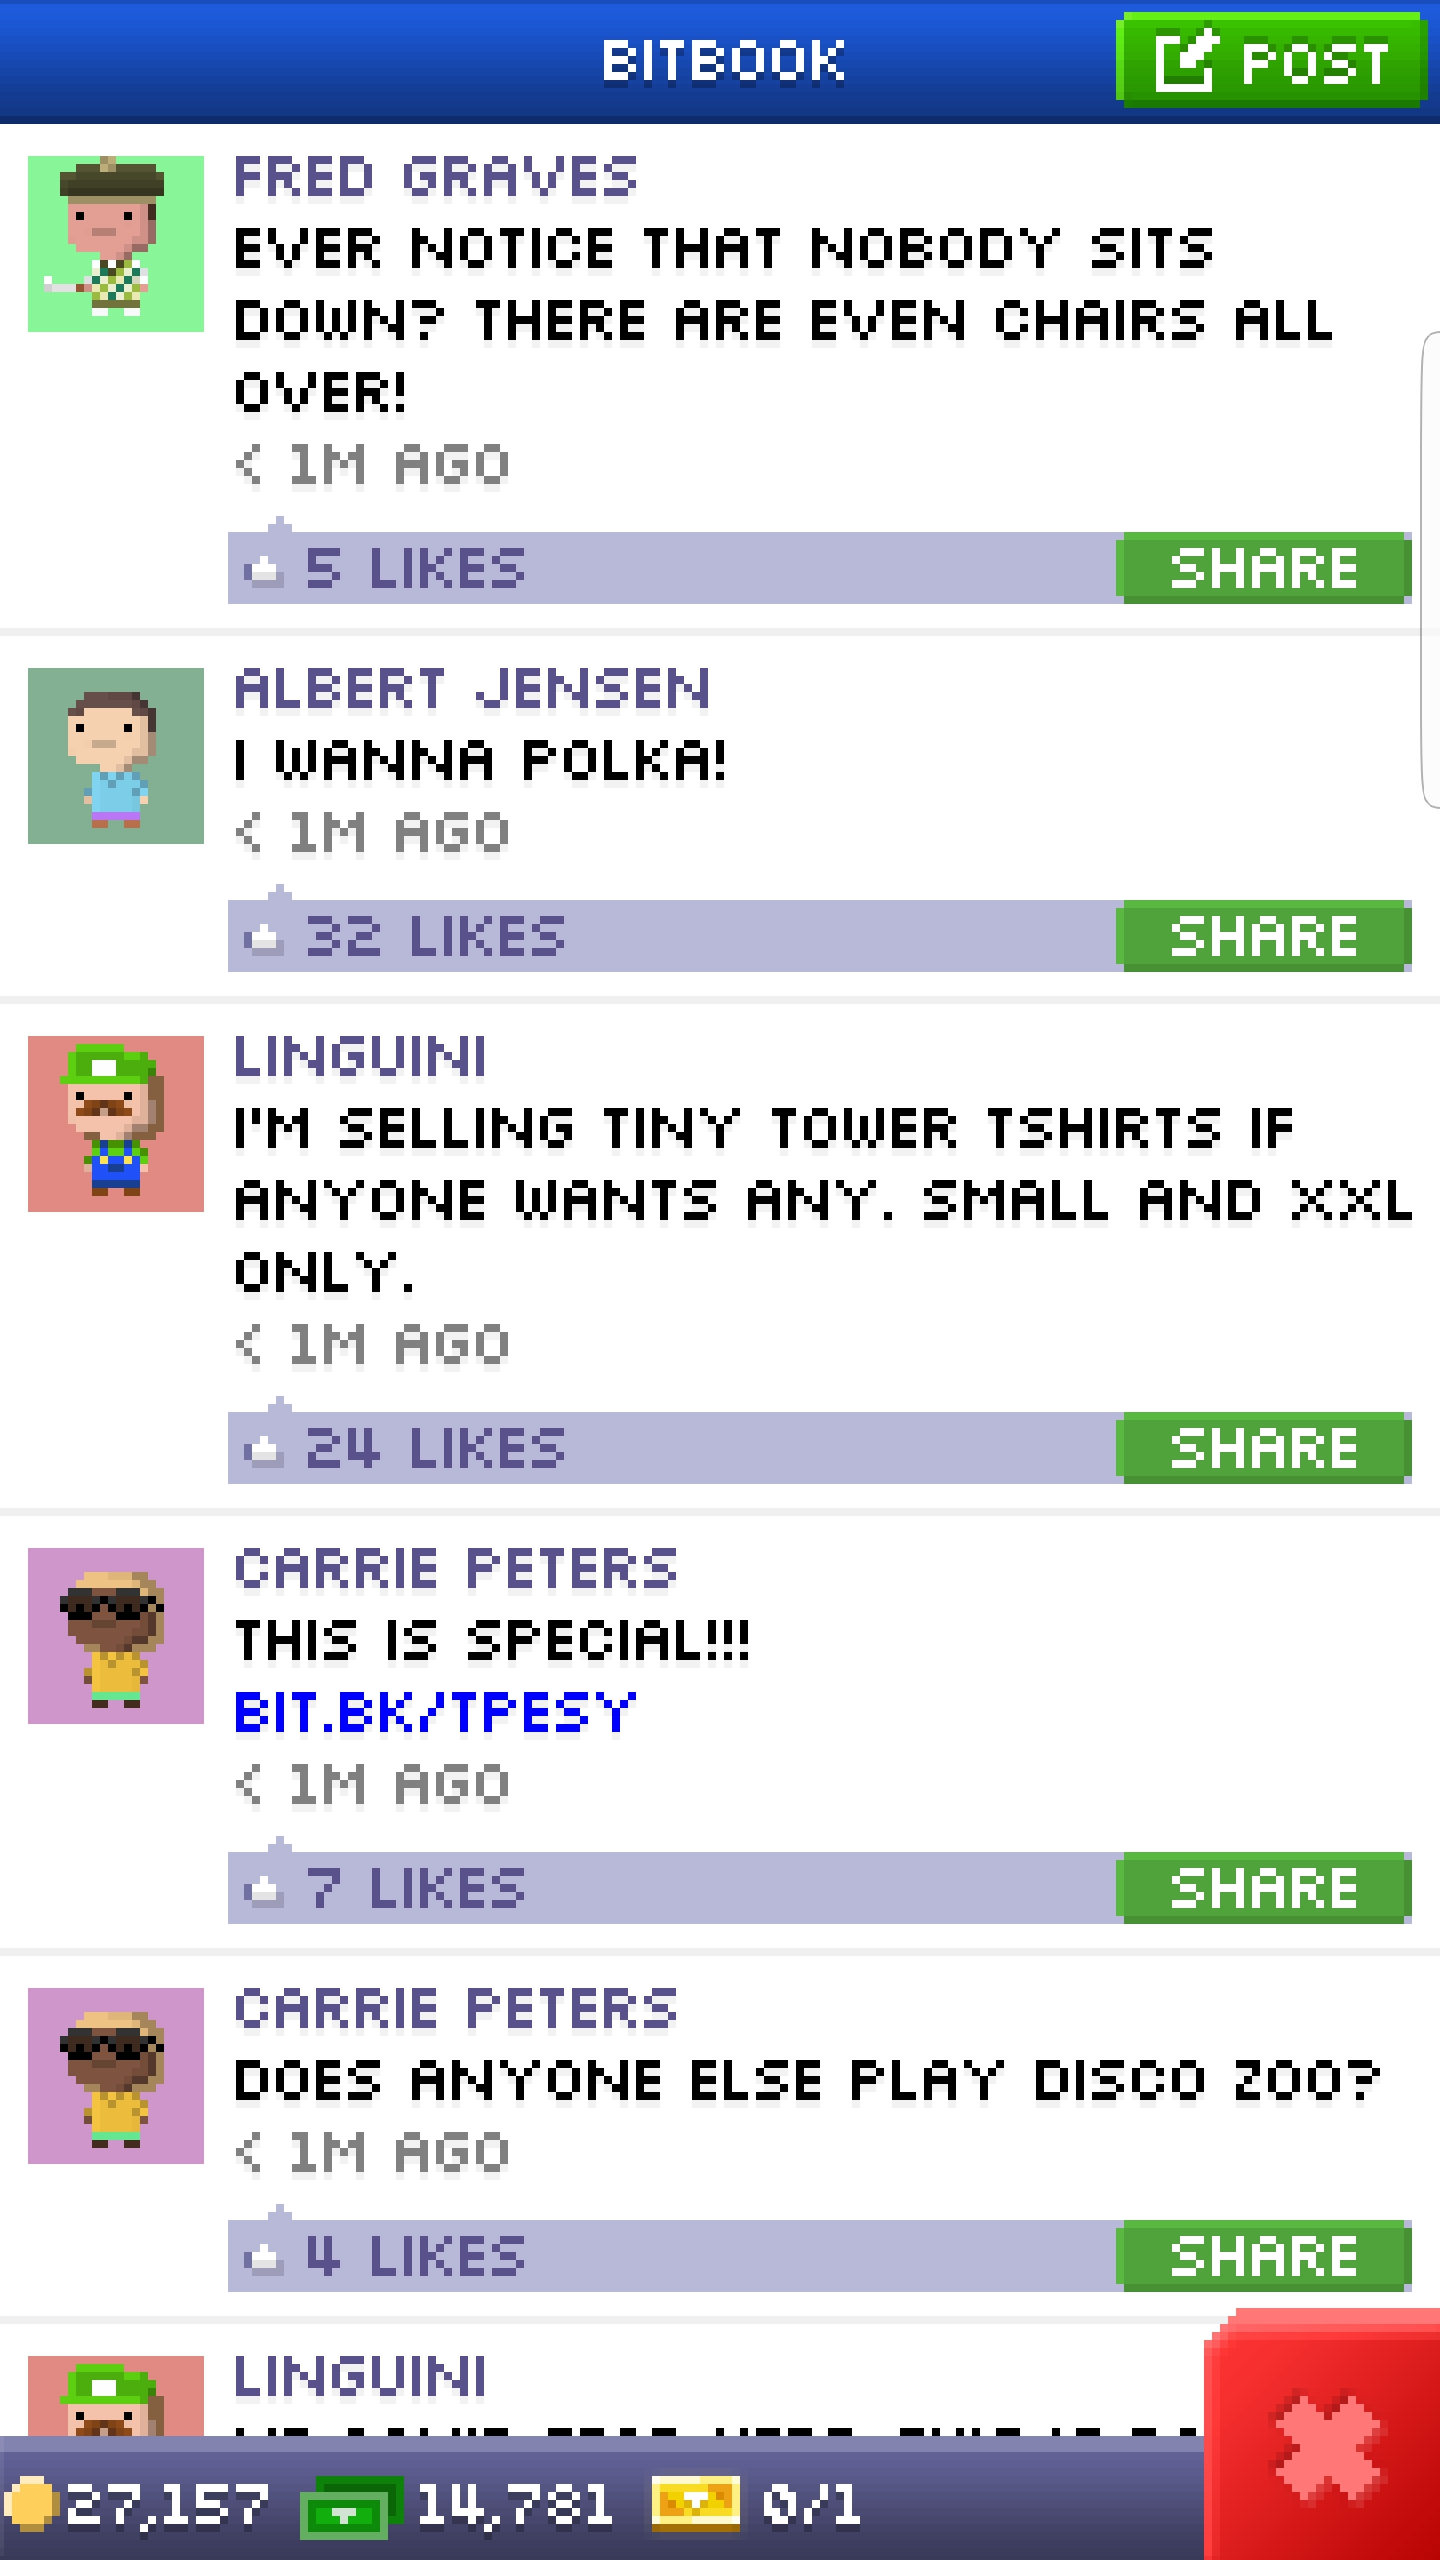 BITBOOK
POST
FRED GRAVES
EVER NOTICE THAT NOBODY SITS
DOWN? THERE ARE EVEN CHAIRS ALL
OVER!
< 1M AGO
5 LIKES
SHARE
ALBERT JENSEN
I WANNA POLKA!
< 1M AGO
32 LIKES
SHARE
LINGUINI
I'M SELLING TINY TOWER TSHIRTS IF
ANYONE WANTS ANY. SMALL AND XXL
ONLY.
< 1M AGO
24 LIKES
SHARE
CARRIE PETERS
THIS IS SPECIAL!!!
BIT.BK/TPESY
< 1M AGO
7 LIKES
SHARE
CARRIE PETERS
DOES ANYONE ELSE PLAY DISCO ZOO?
< 1M AGO
4 LIKES
SHARE
LINGUINI
27,157
14,781
0/1